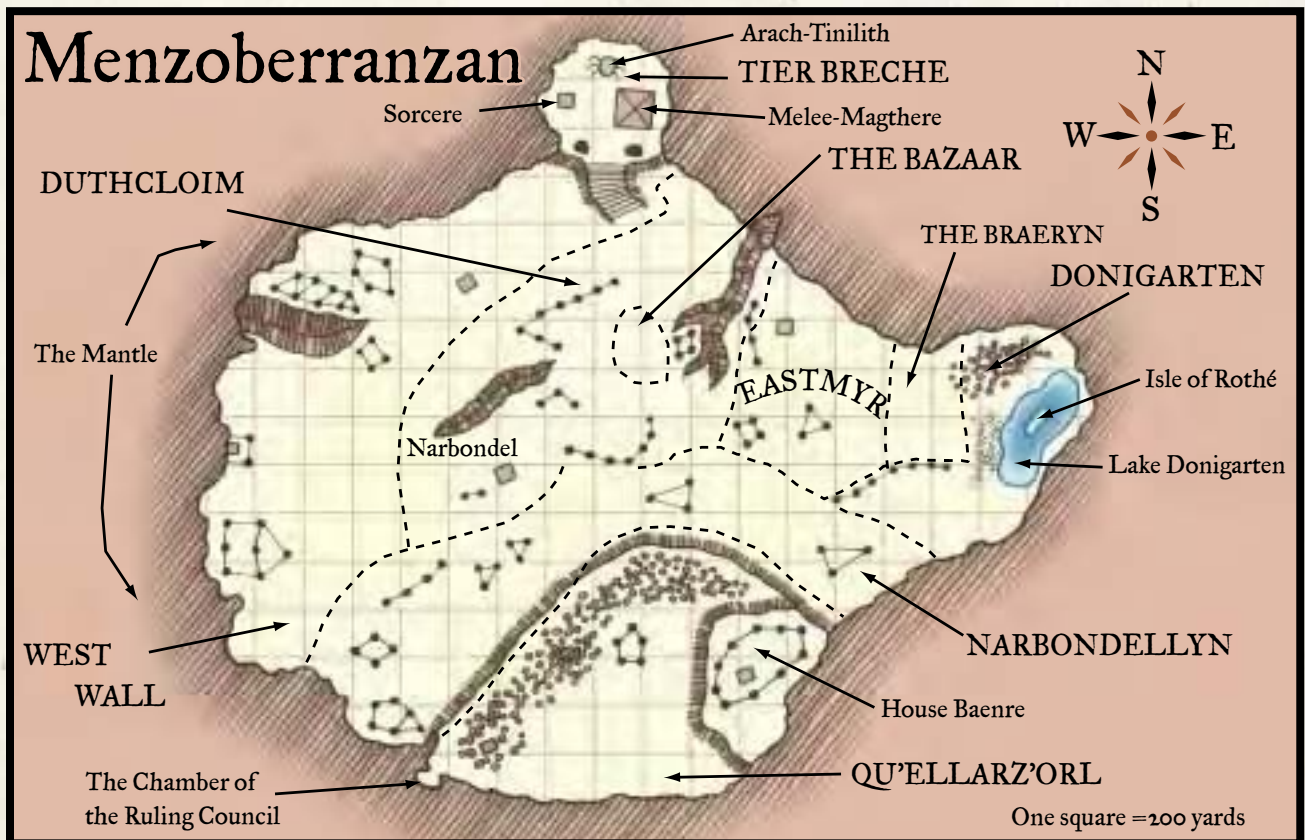 Menzoberranzan
Arach-Tinilith
TIER BRECHE
Sorcere
Melee-Magthere
THE BAZAAR
N
W
E
S
DUTHCLOIM
THE BRAERYN
DONIGARTEN
The Mantle
EASTMYR
Isle of Rothé
Narbondel
Lake Donigarten
WEST
WALL
NARBONDELLYN
House Baenre
QU'ELLARZ'ORL
The Chamber of
the Ruling Council
One square =200 yards